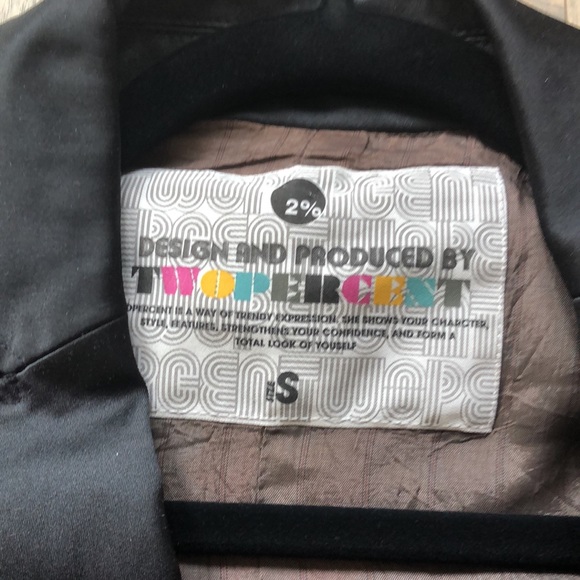 2%
DESIGN AND PRODUCED BY
TWOPERCENT
OPERCENT IS A WAY OF TRENDY EXPRESSION, SHE SHOWS YOUR CHARCTER,
STYLE, FEATURES, STRENGTHENS YOUR CONFIDENCE, AND FORM A
TOTAL LOOK OF YOUSELF
SIZE S